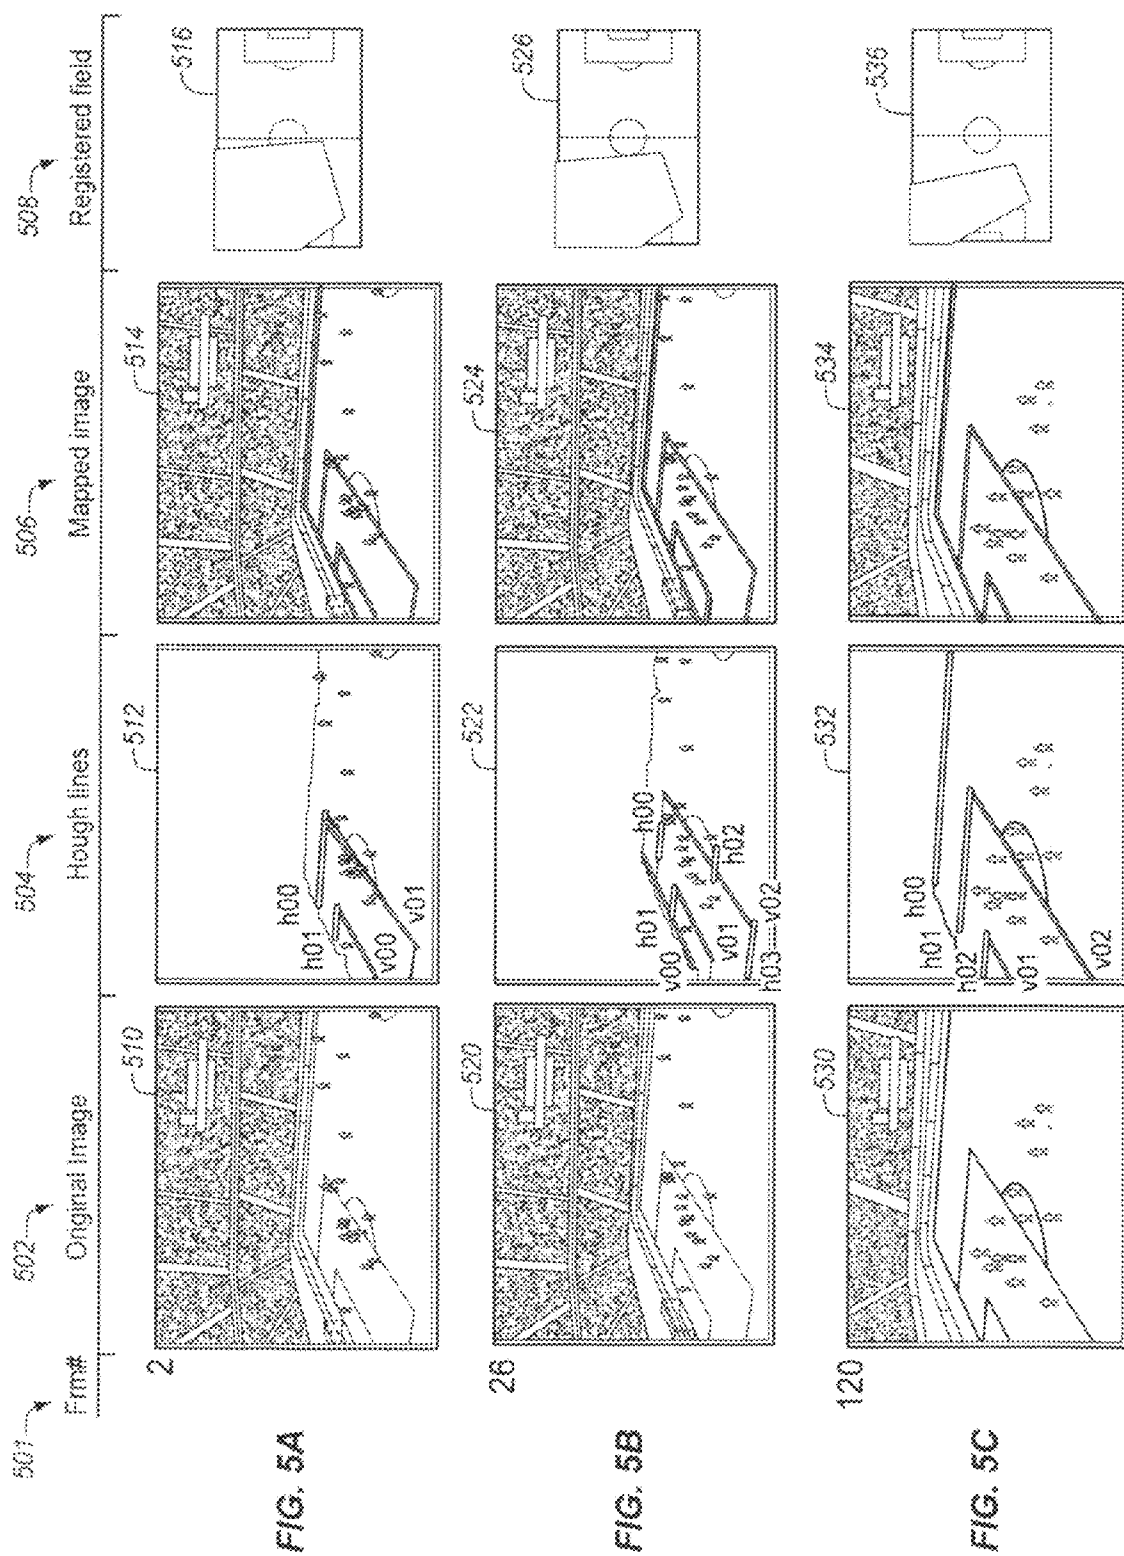 501 502 504 506 508
Frm# Original Image Hough lines Mapped image Registered field
2
510
512
h00
h01
v00
v01
514
516
FIG. 5A
26
520
522
h00
h01
h02
v00
v01
h03
v02
524
526
FIG. 5B
120
530
532
h00
h01
h02
v01
v02
534
536
FIG. 5C